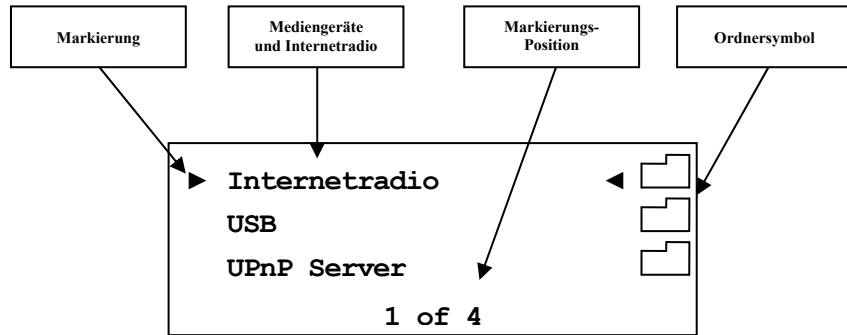 Markierung
Mediengeräte
und Internetradio
Markierungs-
Position
Ordnersymbol
Internetradio
USB
UPnP Server
1 of 4